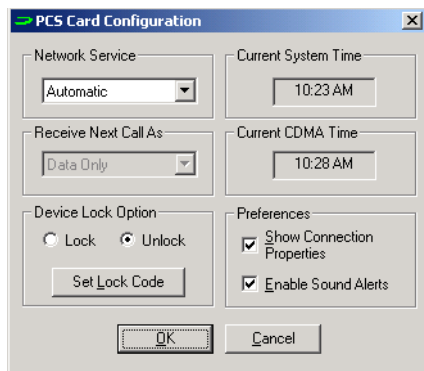 PCS Card Configuration
Network Service
Automatic
Current System Time
10:23 AM
Receive Next Call As
Data Only
Current CDMA Time
10:28 AM
Device Lock Option
Lock
Unlock
Set Lock Code
Preferences
Show Connection
Properties
Enable Sound Alerts
OK
Cancel